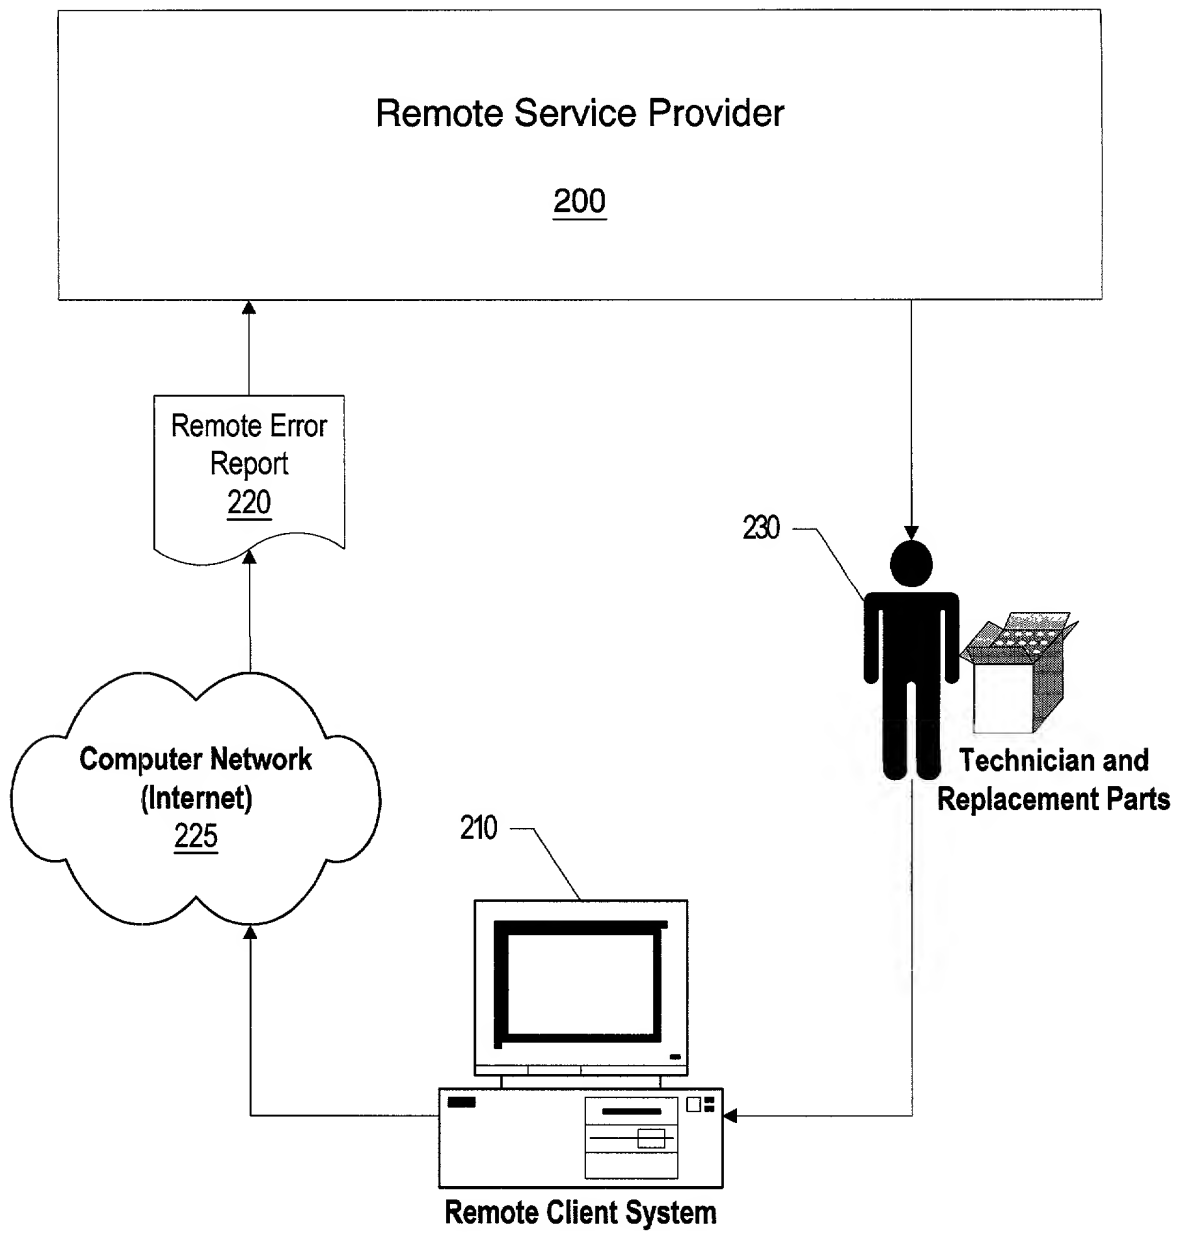 Remote Service Provider
200
Remote Error
Report
220
230
Technician and
Replacement Parts
Computer Network
(Internet)
225
210
Remote Client System